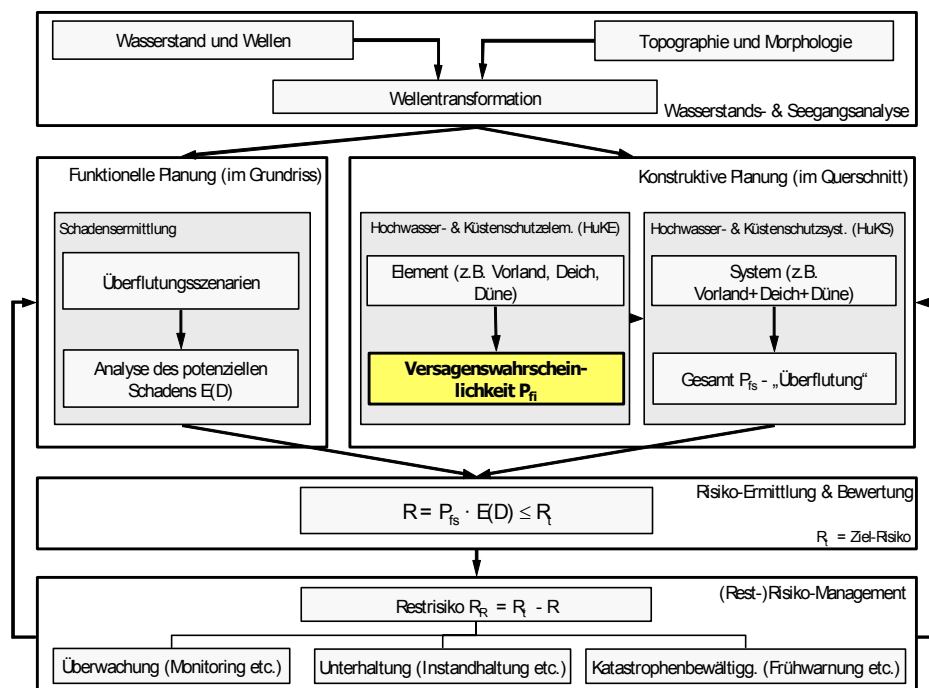 Wasserstand und Wellen
Topographie und Morphologie
Wellentransformation
Wasserstands- & Seegangsanalyse
Funktionelle Planung (im Grundriss)
Schadensermittlung
Überflutungsszenarien
Analyse des potenziellen
Schadens E(D)
Konstruktive Planung (im Querschnitt)
Hochwasser- & Küstenschutzelem. (HuKE)
Element (z.B. Vorland, Deich,
Düne)
Versagenswahrschein-
lichkeit Pfi
Hochwasser- & Küstenschutzsyst. (HuKS)
System (z.B.
Vorland+Deich+Düne)
Gesamt Pfs - „Überflutung“
Risiko-Ermittlung & Bewertung
R = Pfs · E(D) ≤ Rt
Rt = Ziel-Risiko
(Rest-)Risiko-Management
Restrisiko RR = Rt - R
Überwachung (Monitoring etc.)
Unterhaltung (Instandhaltung etc.)
Katastrophenbewältigg. (Frühwarnung etc.)